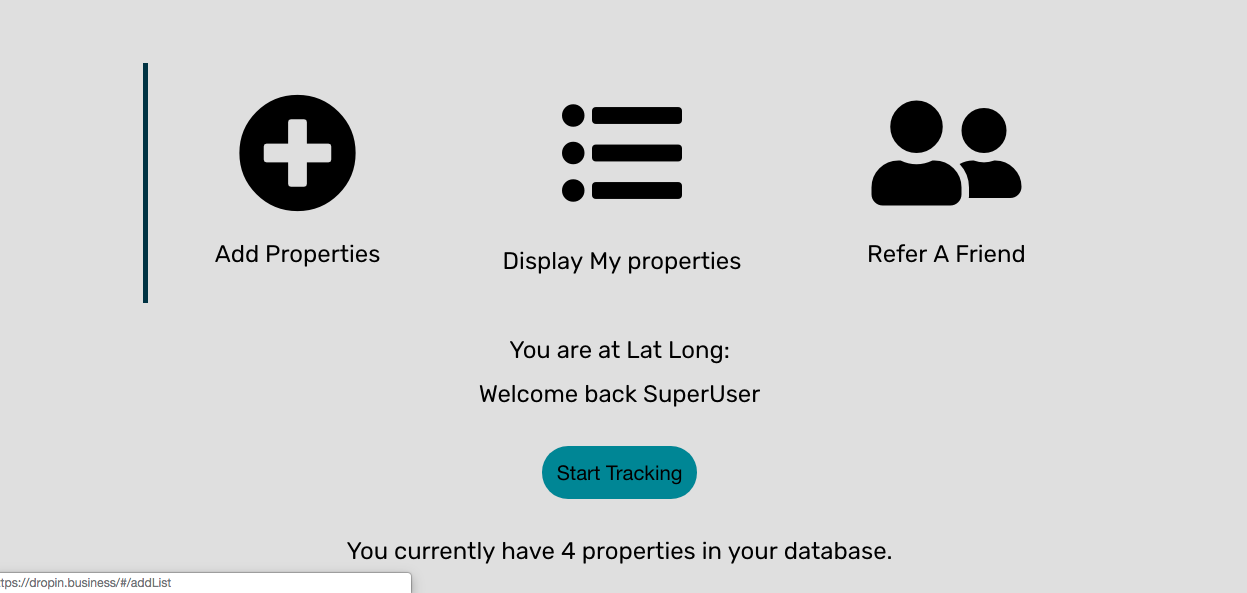 Add Properties
Display My properties
Refer A Friend
You are at Lat Long:
Welcome back SuperUser
Start Tracking
You currently have 4 properties in your database.
tps://dropin.business/#/addList